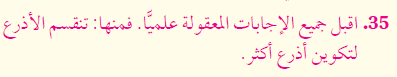 35. اقبل جميع الإجابات المعقولة علميًّا. فمنها: تنقسم الأذرع
لتكوين أذرع أكثر.